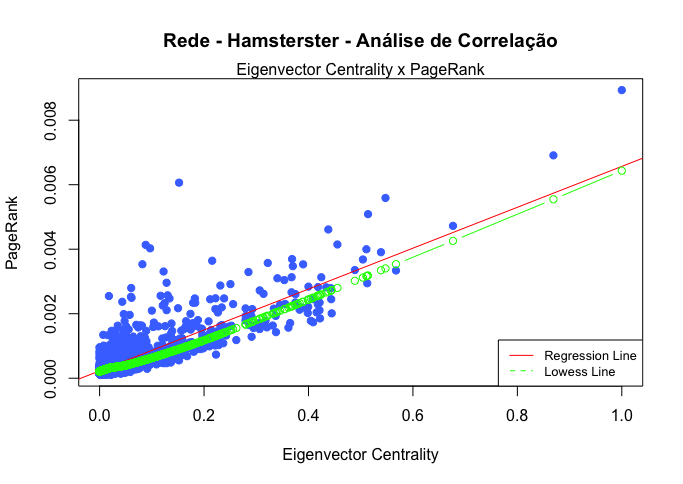 Rede - Hamsterster - Análise de Correlação
Eigenvector Centrality x PageRank
PageRank
0.008
0.006
0.004
0.002
0.000
Regression Line
Lowess Line
0.0 0.2 0.4 0.6 0.8 1.0
Eigenvector Centrality